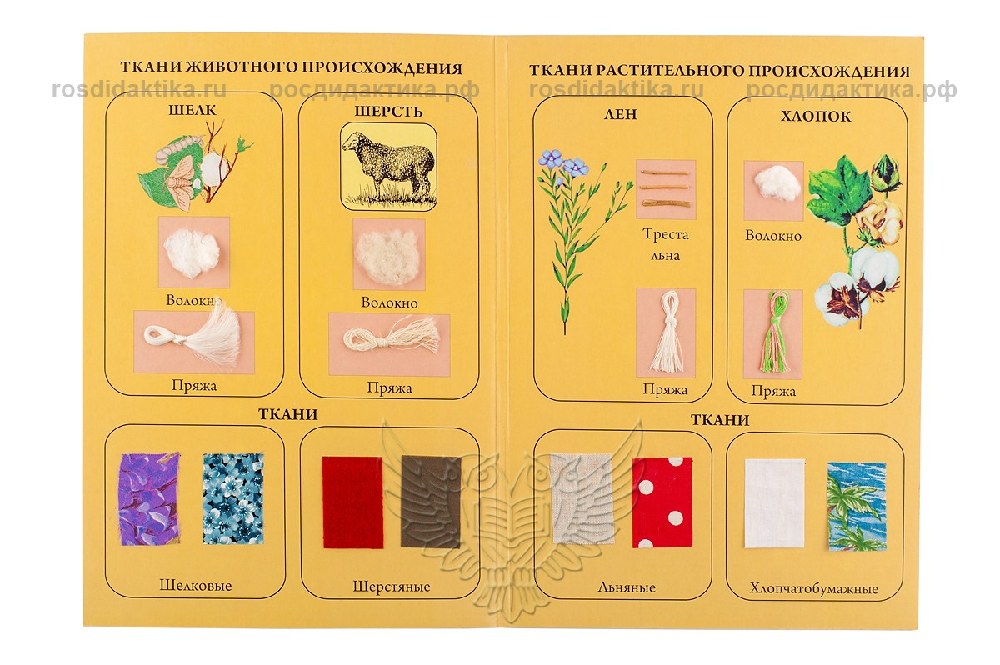 ТКАНИ ЖИВОТНОГО ПРОИСХОЖДЕНИЯ
rosdidaktika.ru росдидактика.рф
ШЕЛК
ШЕРСТЬ
Волокно
Волокно
Пряжа
Пряжа
ТКАНИ
Шелковые
Шерстяные
ТКАНИ РАСТИТЕЛЬНОГО ПРОИСХОЖДЕНИЯ
rosdidaktika.ru росдидактика.рф
ЛЕН
ХЛОПОК
Треста
льна
Волокно
Пряжа
Пряжа
ТКАНИ
Льняные
Хлопчатобумажные